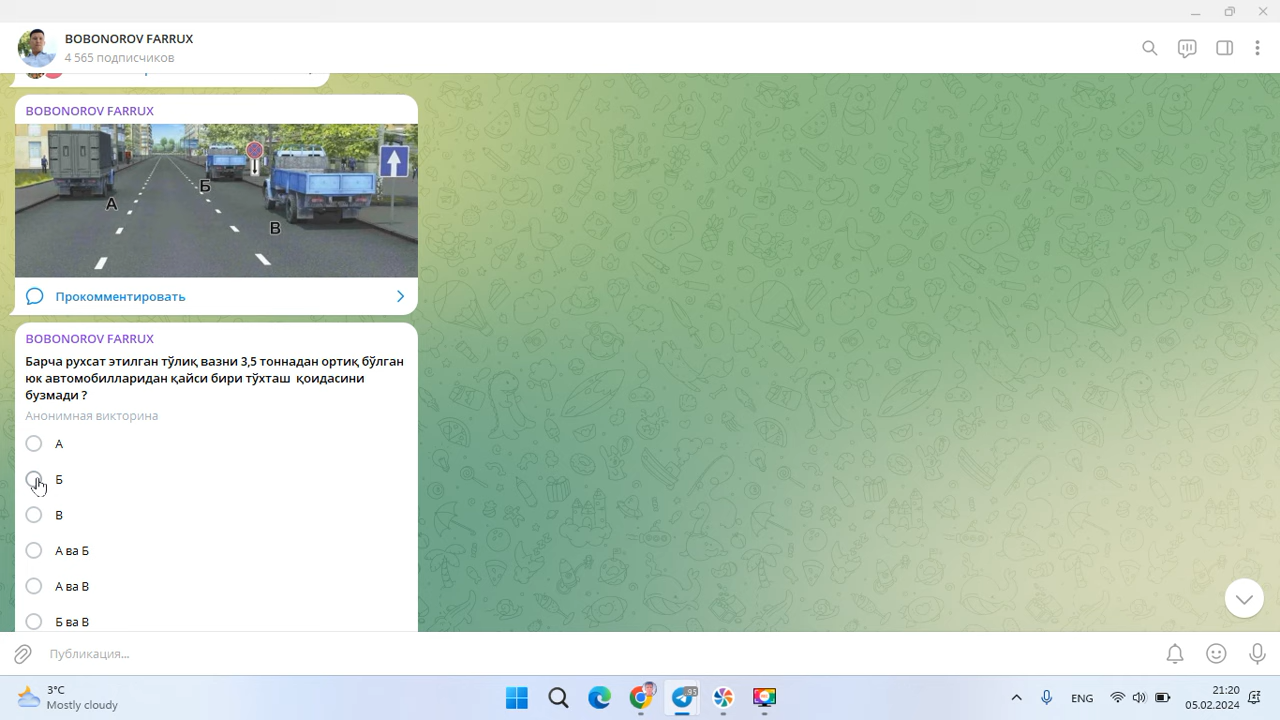 BOBONOROV FARRUX
4 565 подписчиков
BOBONOROV FARRUX
А
Б
В
Прокомментировать
BOBONOROV FARRUX
Барча рухсат этилган тўлиқ вазни 3,5 тоннадан ортиқ бўлган
юк автомобилларидан қайси бири тўхташ қоидасини
бузмади ?
Анонимная викторина
А
Б
В
А ва Б
А ва В
Б ва В
Публикация...
3°C
Mostly cloudy
95
ENG
21:20
05.02.2024